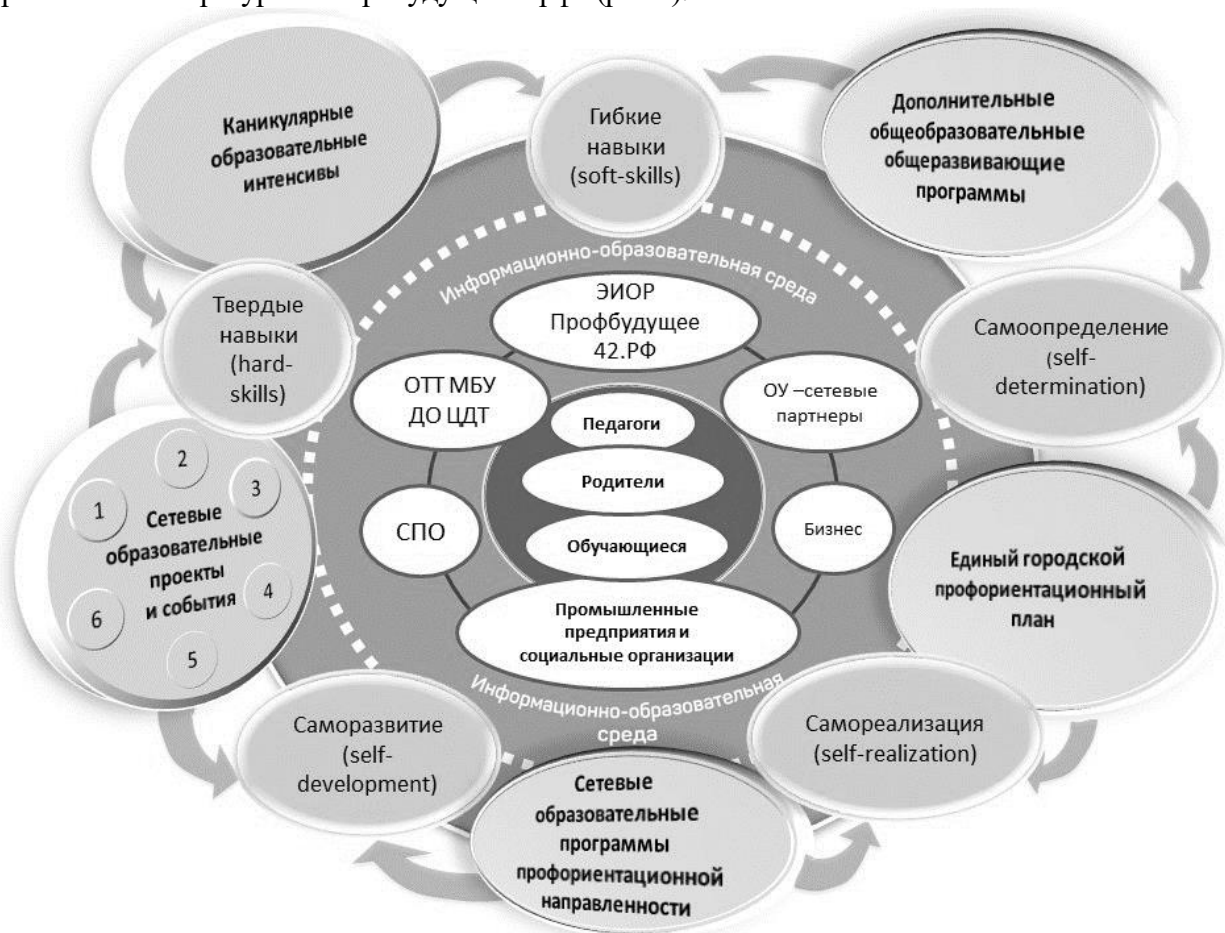 Каникулярные
образовательные
интенсивы
Гибкие
навыки
(soft-skills)
Дополнительные
общеобразовательные
общеразвивающие
программы
Твердые
навыки
(hard-
skills)
Информационно-образовательная среда
ЭИОР
Профбудущее
42.РФ
Самоопределение
(self-
determination)
ОТТ МБУ
ДО ЦДТ
ОУ –сетевые
партнеры
Педагоги
Родители
Обучающиеся
СПО
Бизнес
Промышленные
предприятия и
социальные организации
1
2
3
4
5
6
Сетевые
образовательные
проекты
и события
Единый городской
профориентационный
план
Информационно-образовательная
среда
Саморазвитие
(self-
development)
Самореализация
(self-realization)
Сетевые
образовательные
программы
профориентационной
направленности